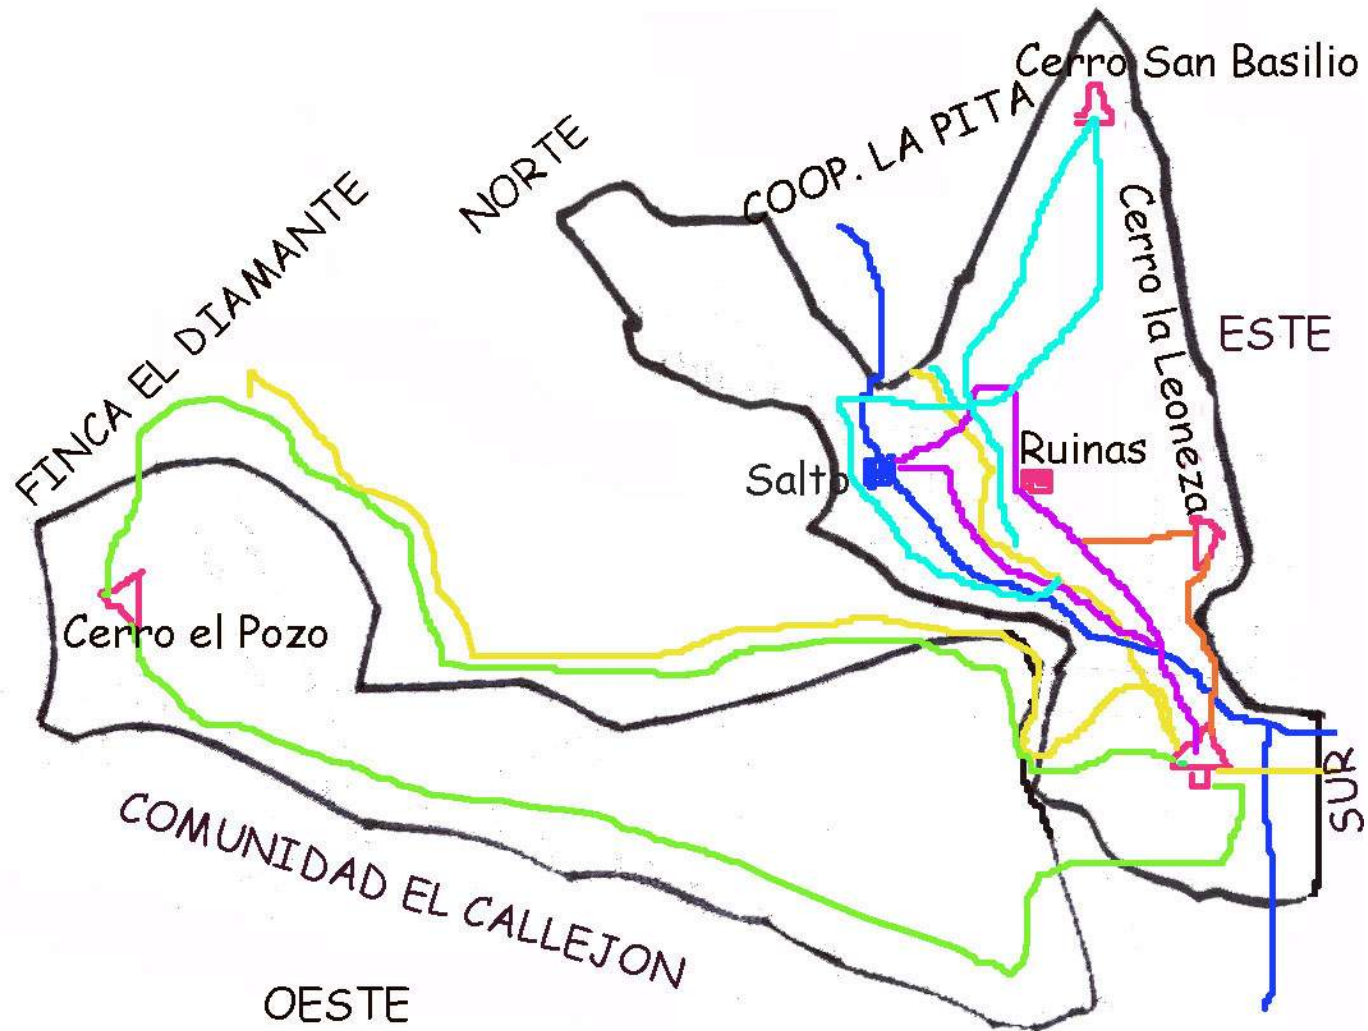 Cerro San Basilio
COOP. LA PITA
NORTE
FINCA EL DIAMANTE
Cerro la Leoneza
ESTE
Ruinas
Salto
Cerro el Pozo
SUR
COMUNIDAD EL CALLEJON
OESTE